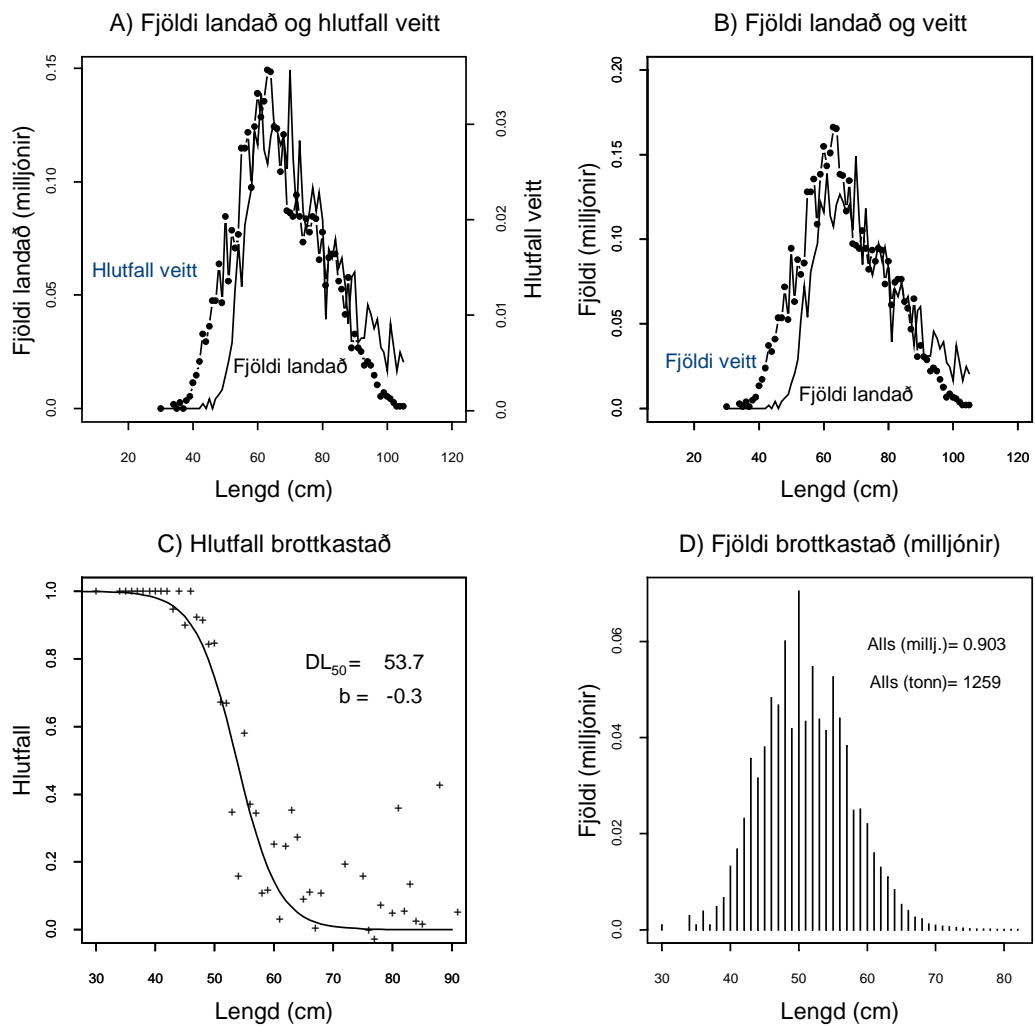 A) Fjöldi landað og hlutfall veitt
Fjöldi landað (milljónir)
0.15
0.10
0.05
0.0
Hlutfall veitt
Fjöldi landað
0.03
0.02
0.01
0.0
Hlutfall veitt
20 40 60 80 100 120
Lengd (cm)
B) Fjöldi landað og veitt
Fjöldi (milljónir)
0.20
0.15
0.10
0.05
0.0
Fjöldi veitt
Fjöldi landað
20 40 60 80 100 120
Lengd (cm)
C) Hlutfall brottkastað
Hlutfall
1.0
0.8
0.6
0.4
0.2
0.0
DL50= 53.7
b = -0.3
30 40 50 60 70 80 90
Lengd (cm)
D) Fjöldi brottkastað (milljónir)
Fjöldi (milljónir)
0.06
0.04
0.02
0.0
Alls (millj.)= 0.903
Alls (tonn)= 1259
30 40 50 60 70 80
Lengd (cm)